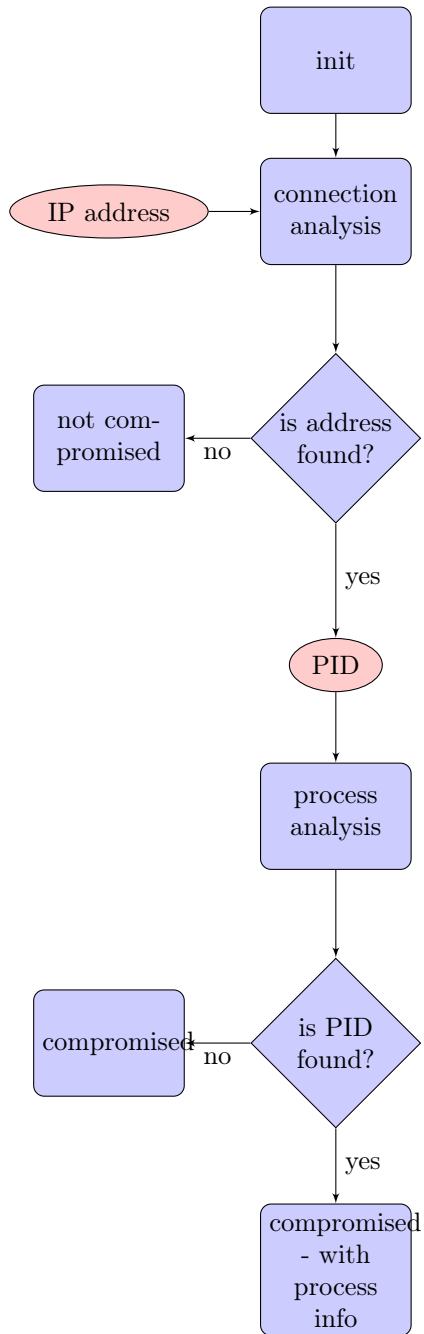 init
IP address
connection
analysis
not com-
promised
no
is address
found?
yes
PID
process
analysis
compromised
no
is PID
found?
yes
compromised
- with
process
info